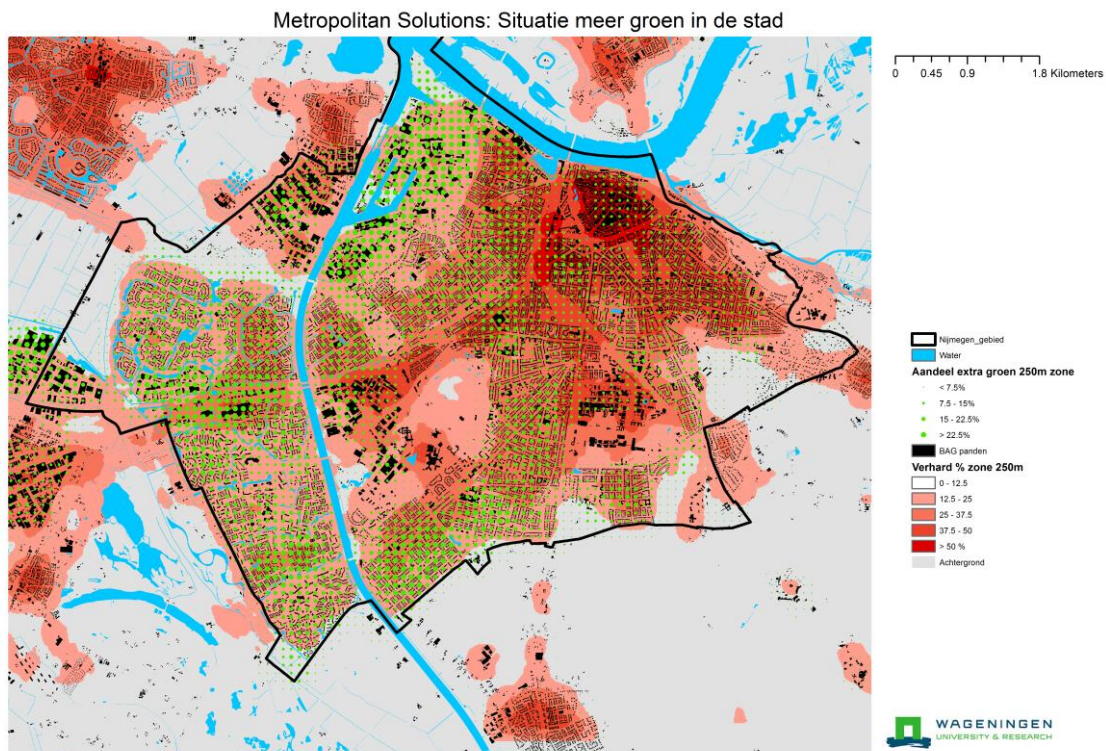 Metropolitan Solutions: Situatie meer groen in de stad
0 0.45 0.9 1.8 Kilometers
Nijmegen_gebied
Water
Aandeel extra groen 250m zone
< 7.5%
7.5 - 15%
15 - 22.5%
> 22.5%
BAG panden
Verhard % zone 250m
0 - 12.5
12.5 - 25
25 - 37.5
37.5 - 50
> 50 %
Achtergrond
WAGENINGEN
UNIVERSITY & RESEARCH